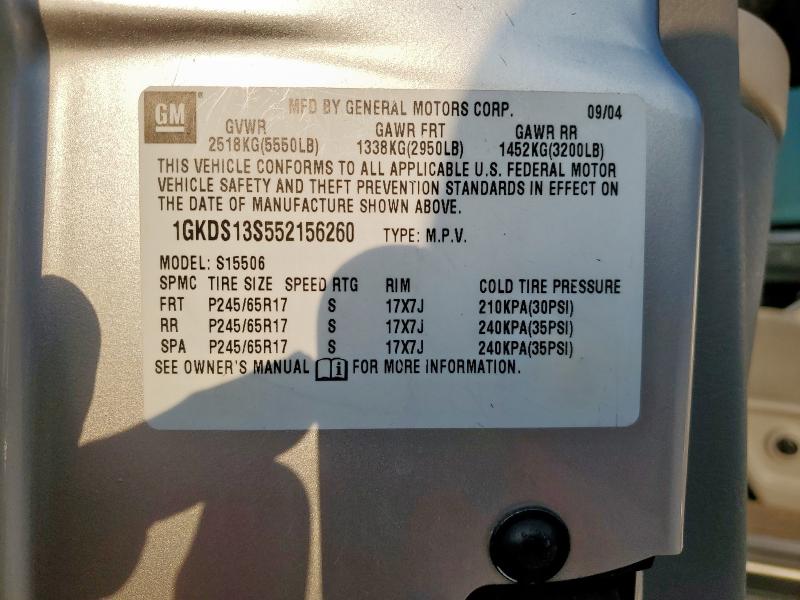 GM ® MFD BY GENERAL MOTORS CORP. 09/04
GVWR GAWR FRT GAWR RR
2518KG(5550LB) 1338KG(2950LB) 1452KG(3200LB)
THIS VEHICLE CONFORMS TO ALL APPLICABLE U.S. FEDERAL MOTOR
VEHICLE SAFETY AND THEFT PREVENTION STANDARDS IN EFFECT ON
THE DATE OF MANUFACTURE SHOWN ABOVE.
1GKDS13S552156260 TYPE: M.P.V.
MODEL: S15506
SPMC TIRE SIZE SPEED RTG RIM COLD TIRE PRESSURE
FRT P245/65R17 S 17X7J 210KPA(30PSI)
RR P245/65R17 S 17X7J 240KPA(35PSI)
SPA P245/65R17 S 17X7J 240KPA(35PSI)
SEE OWNER'S MANUAL i FOR MORE INFORMATION.